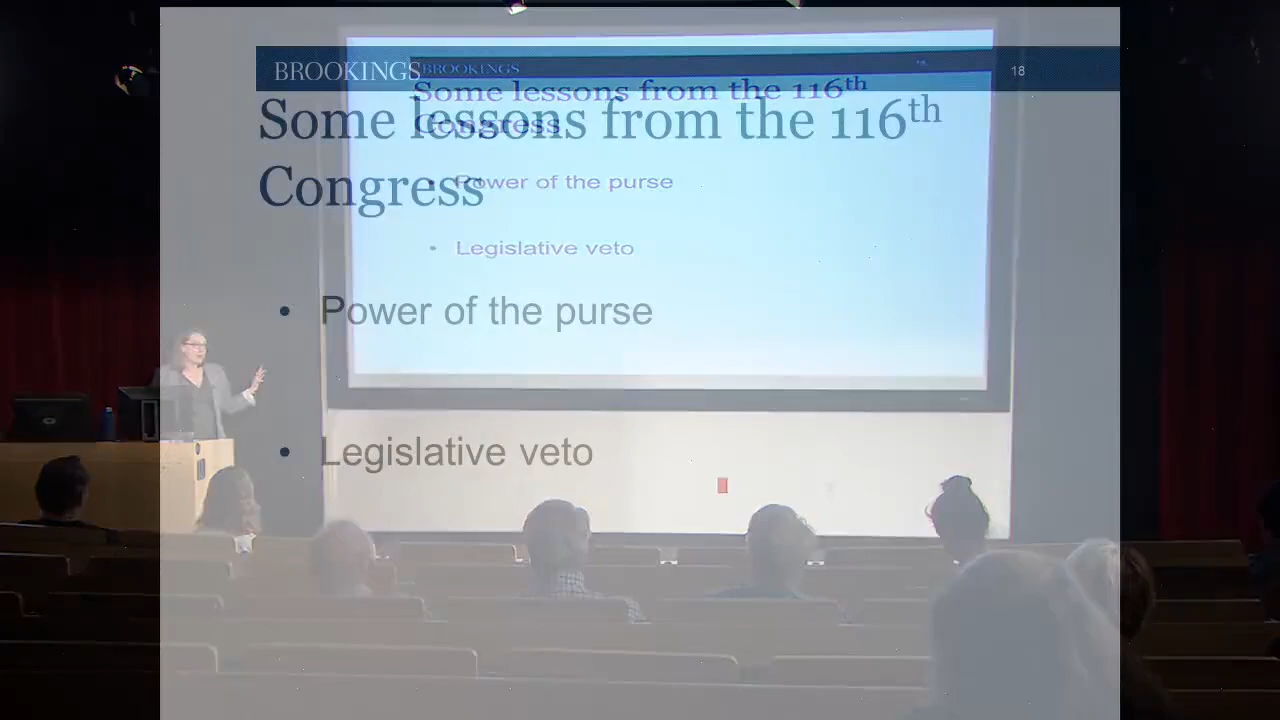 BROOKINGS
18
Some lessons from the 116th
Congress
• Power of the purse
• Legislative veto
BROOKINGS
Some lessons from the 116th
Congress
• Power of the purse
• Legislative veto